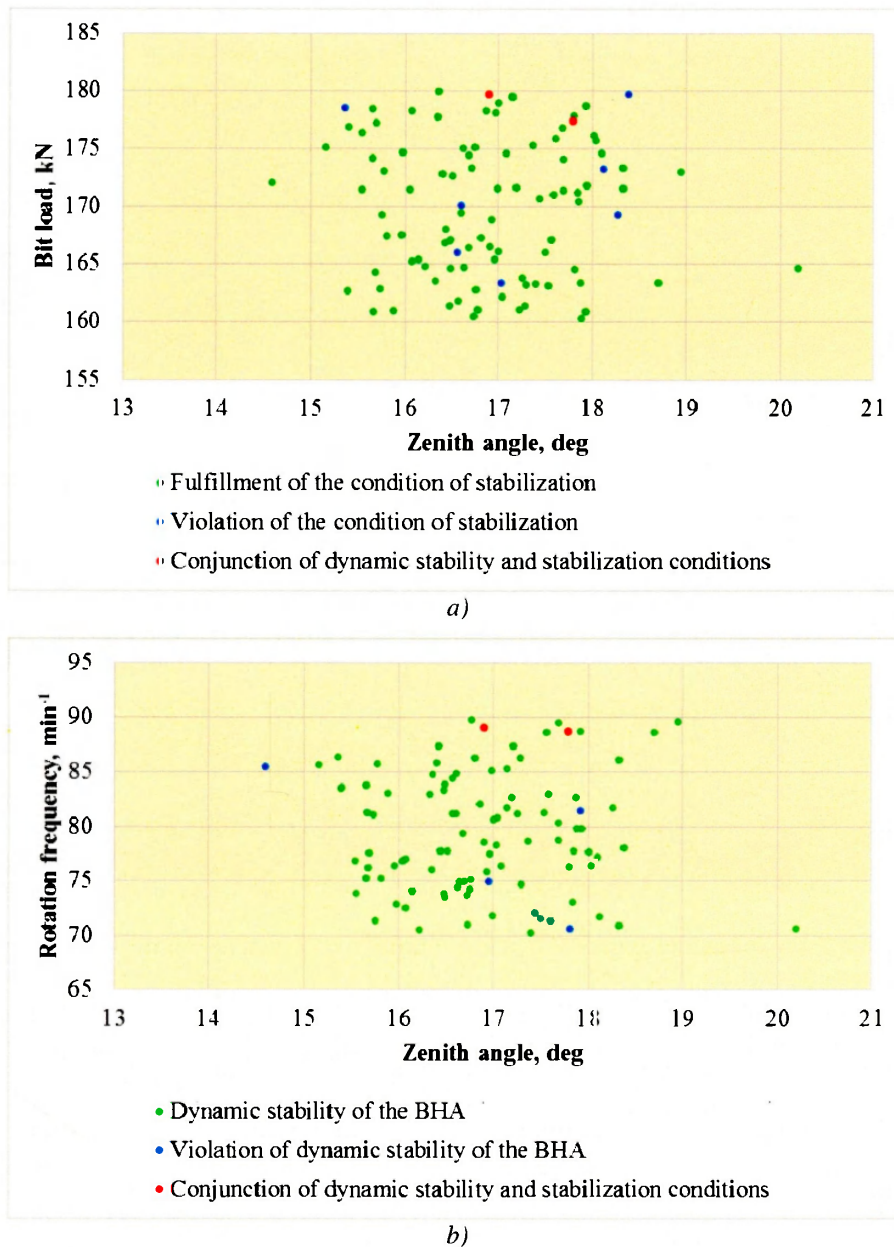 185
180
175
170
165
160
155
Bit load, kN
13 14 15 16 17 18 19 20 21
Zenith angle, deg
Fulfillment of the condition of stabilization
Violation of the condition of stabilization
Conjunction of dynamic stability and stabilization conditions
a)
95
90
85
80
75
70
65
Rotation frequency, min⁻¹
13 14 15 16 17 18 19 20 21
Zenith angle, deg
Dynamic stability of the BHA
Violation of dynamic stability of the BHA
Conjunction of dynamic stability and stabilization conditions
b)